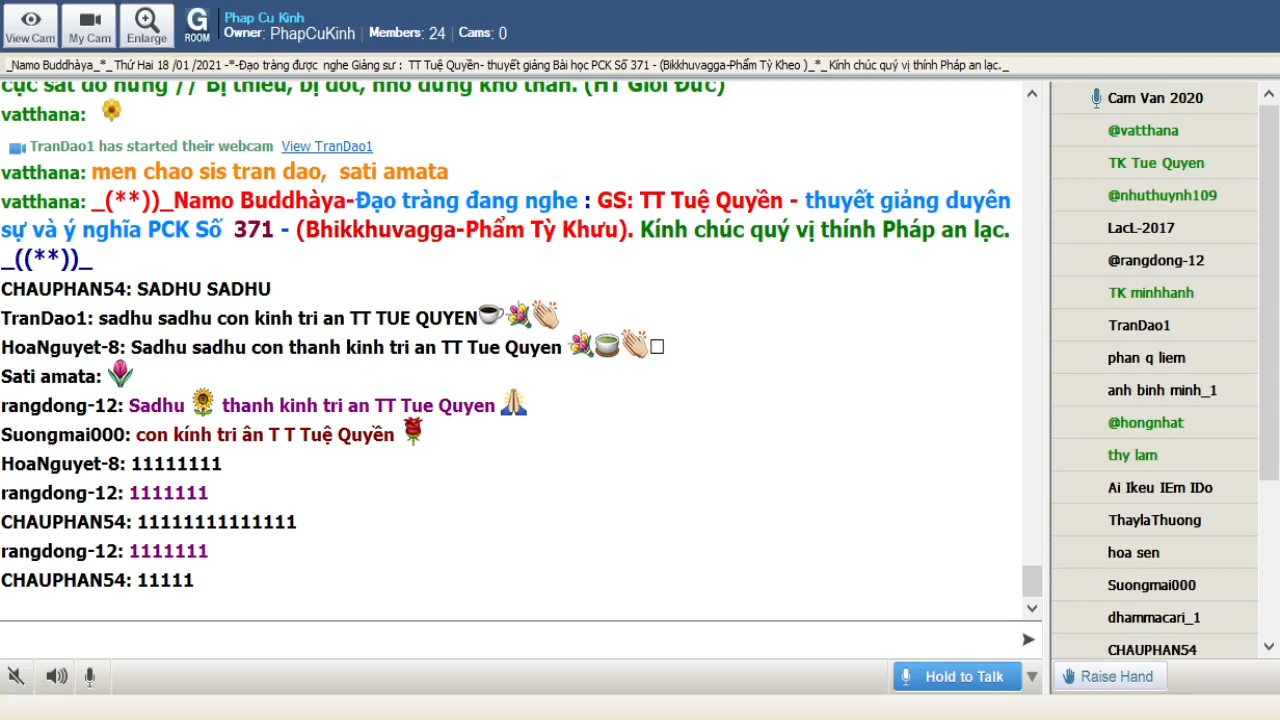 View Cam
My Cam
Enlarge
G
ROOM
Phap Cu Kinh
Owner: PhapCuKinh | Members: 24 | Cams: 0
_Namo Buddhàya_*_ Thứ Hai 18 /01 /2021 -*-Đạo tràng được nghe Giảng sư : TT Tuệ Quyền- thuyết giảng Bài học PCK Số 371 - (Bikkhuvagga-Phẩm Tỳ Kheo )_*_ Kính chúc quý vị thính Pháp an lạc._
vatthana:
TranDao1 has started their webcam View TranDao1
vatthana: men chao sis tran dao, sati amata
vatthana: _(**))_Namo Buddhàya-Đạo tràng đang nghe : GS: TT Tuệ Quyền - thuyết giảng duyên
sự và ý nghĩa PCK Số 371 - (Bhikkhuvagga-Phẩm Tỳ Khưu). Kính chúc quý vị thính Pháp an lạc.
_((**))_
CHAUPHAN54: SADHU SADHU
TranDao1: sadhu sadhu con kinh tri an TT TUE QUYEN
HoaNguyet-8: Sadhu sadhu con thanh kinh tri an TT Tue Quyen
Sati amata:
rangdong-12: Sadhu thanh kinh tri an TT Tue Quyen
Suongmai000: con kính tri ân T T Tuệ Quyền
HoaNguyet-8: 11111111
rangdong-12: 1111111
CHAUPHAN54: 11111111111111
rangdong-12: 1111111
CHAUPHAN54: 11111
Hold to Talk
Cam Van 2020
@vatthana
TK Tue Quyen
@nhuthuynh109
LacL-2017
@rangdong-12
TK minhhanh
TranDao1
phan q liem
anh binh minh_1
@hongnhat
thy lam
Ai Ikeu IEm IDo
ThaylaThuong
hoa sen
Suongmai000
dhammacari_1
CHAUPHAN54
Raise Hand